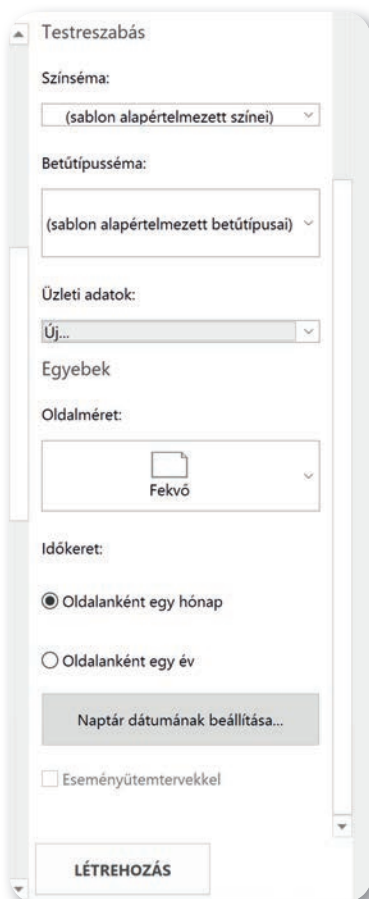 Testreszabás
Színséma:
(sablon alapértelmezett színei)
Betűtípusséma:
(sablon alapértelmezett betűtípusai)
Üzleti adatok:
Új...
Egyebek
Oldalméret:
Fekvő
Időkeret:
Oldalanként egy hónap
Oldalanként egy év
Naptár dátumának beállítása...
Eseményütemtervekkel
LÉTREHOZÁS